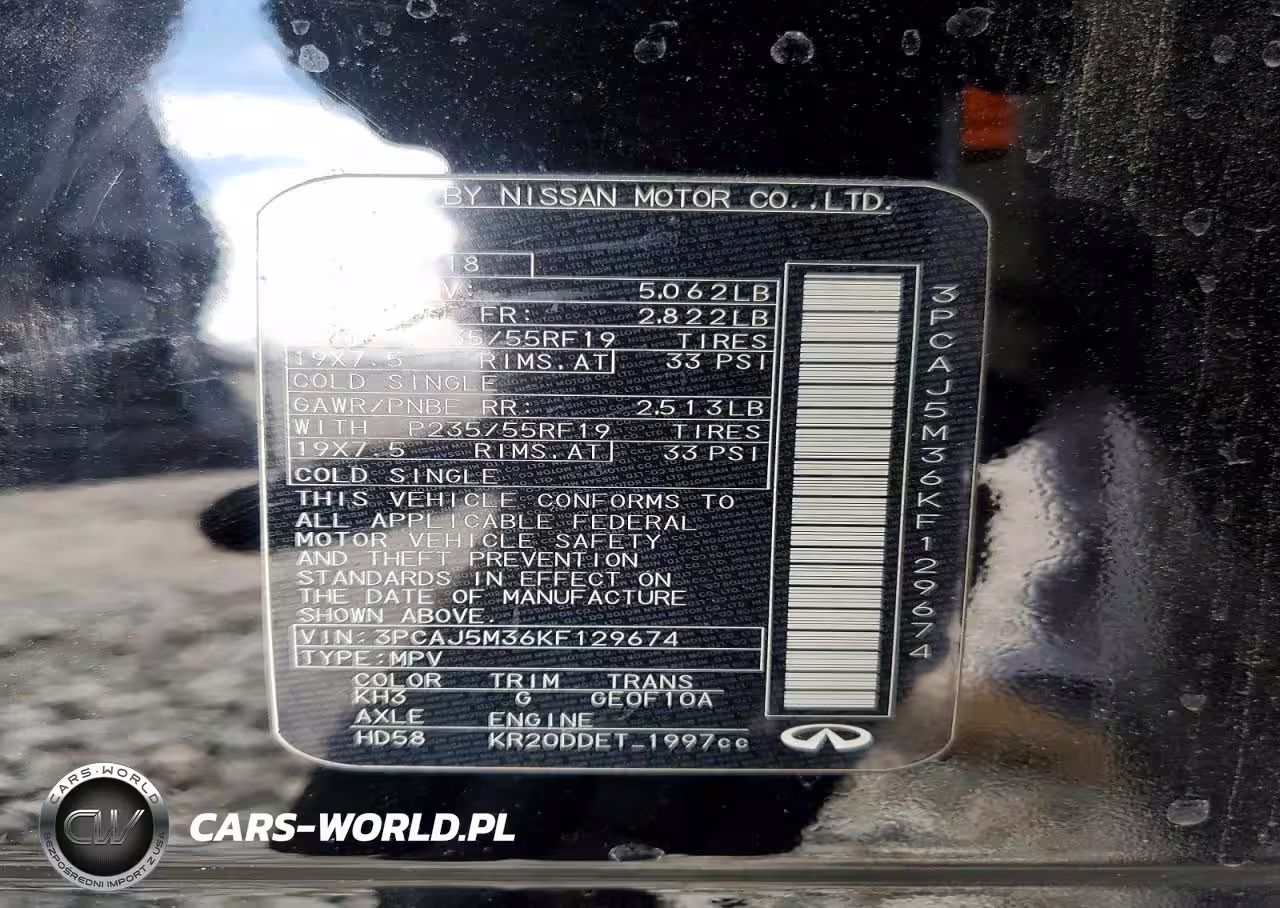 BY NISSAN MOTOR CO.,LTD.
18
5.062LB
FR: 2.822LB
/55RF19 TIRES
19X7.5 RIMS.AT 33 PSI
COLD SINGLE
GAWR/PNBE RR: 2.513LB
WITH P235/55RF19 TIRES
19X7.5 RIMS.AT 33 PSI
COLD SINGLE
THIS VEHICLE CONFORMS TO
ALL APPLICABLE FEDERAL
MOTOR VEHICLE SAFETY
AND THEFT PREVENTION
STANDARDS IN EFFECT ON
THE DATE OF MANUFACTURE
SHOWN ABOVE.
VIN:3PCAJ5M36KF129674
TYPE:MPV
COLOR TRIM TRANS
KH3 G GEOF10A
AXLE ENGINE
HD58 KR20DDET_1997cc
3PCAJ5M36KF129674
CARS-WORLD
CW
BEZPOŚREDNI IMPORT Z USA
CARS-WORLD.PL